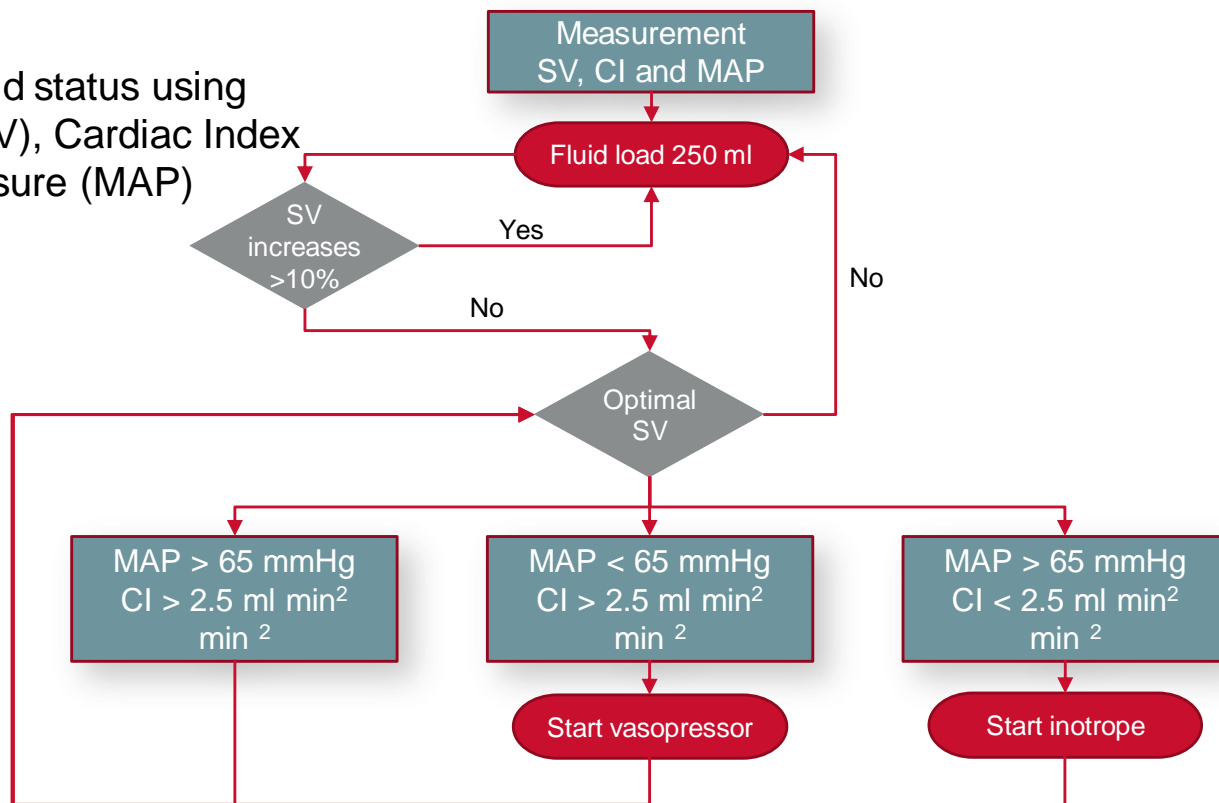 Measurement
SV, CI and MAP
d status using
V), Cardiac Index
sure (MAP)
Fluid load 250 ml
SV
increases
>10%
Yes
No
No
Optimal
SV
MAP > 65 mmHg
CI > 2.5 ml min²
min ²
MAP < 65 mmHg
CI > 2.5 ml min²
min ²
MAP > 65 mmHg
CI < 2.5 ml min²
min ²
Start vasopressor
Start inotrope